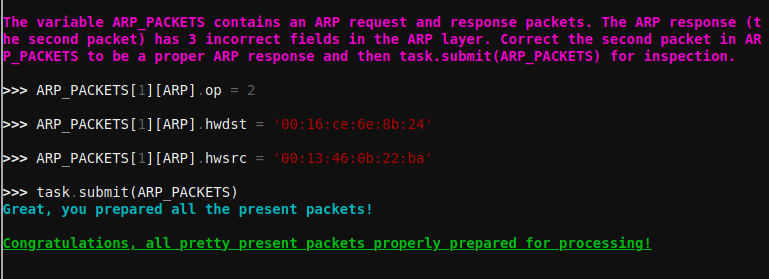 The variable ARP_PACKETS contains an ARP request and response packets. The ARP response (t
he second packet) has 3 incorrect fields in the ARP layer. Correct the second packet in AR
P_PACKETS to be a proper ARP response and then task.submit(ARP_PACKETS) for inspection.
>>> ARP_PACKETS[1][ARP].op = 2
>>> ARP_PACKETS[1][ARP].hwdst = '00:16:ce:6e:8b:24'
>>> ARP_PACKETS[1][ARP].hwsrc = '00:13:46:0b:22:ba'
>>> task.submit(ARP_PACKETS)
Great, you prepared all the present packets!
Congratulations, all pretty present packets properly prepared for processing!